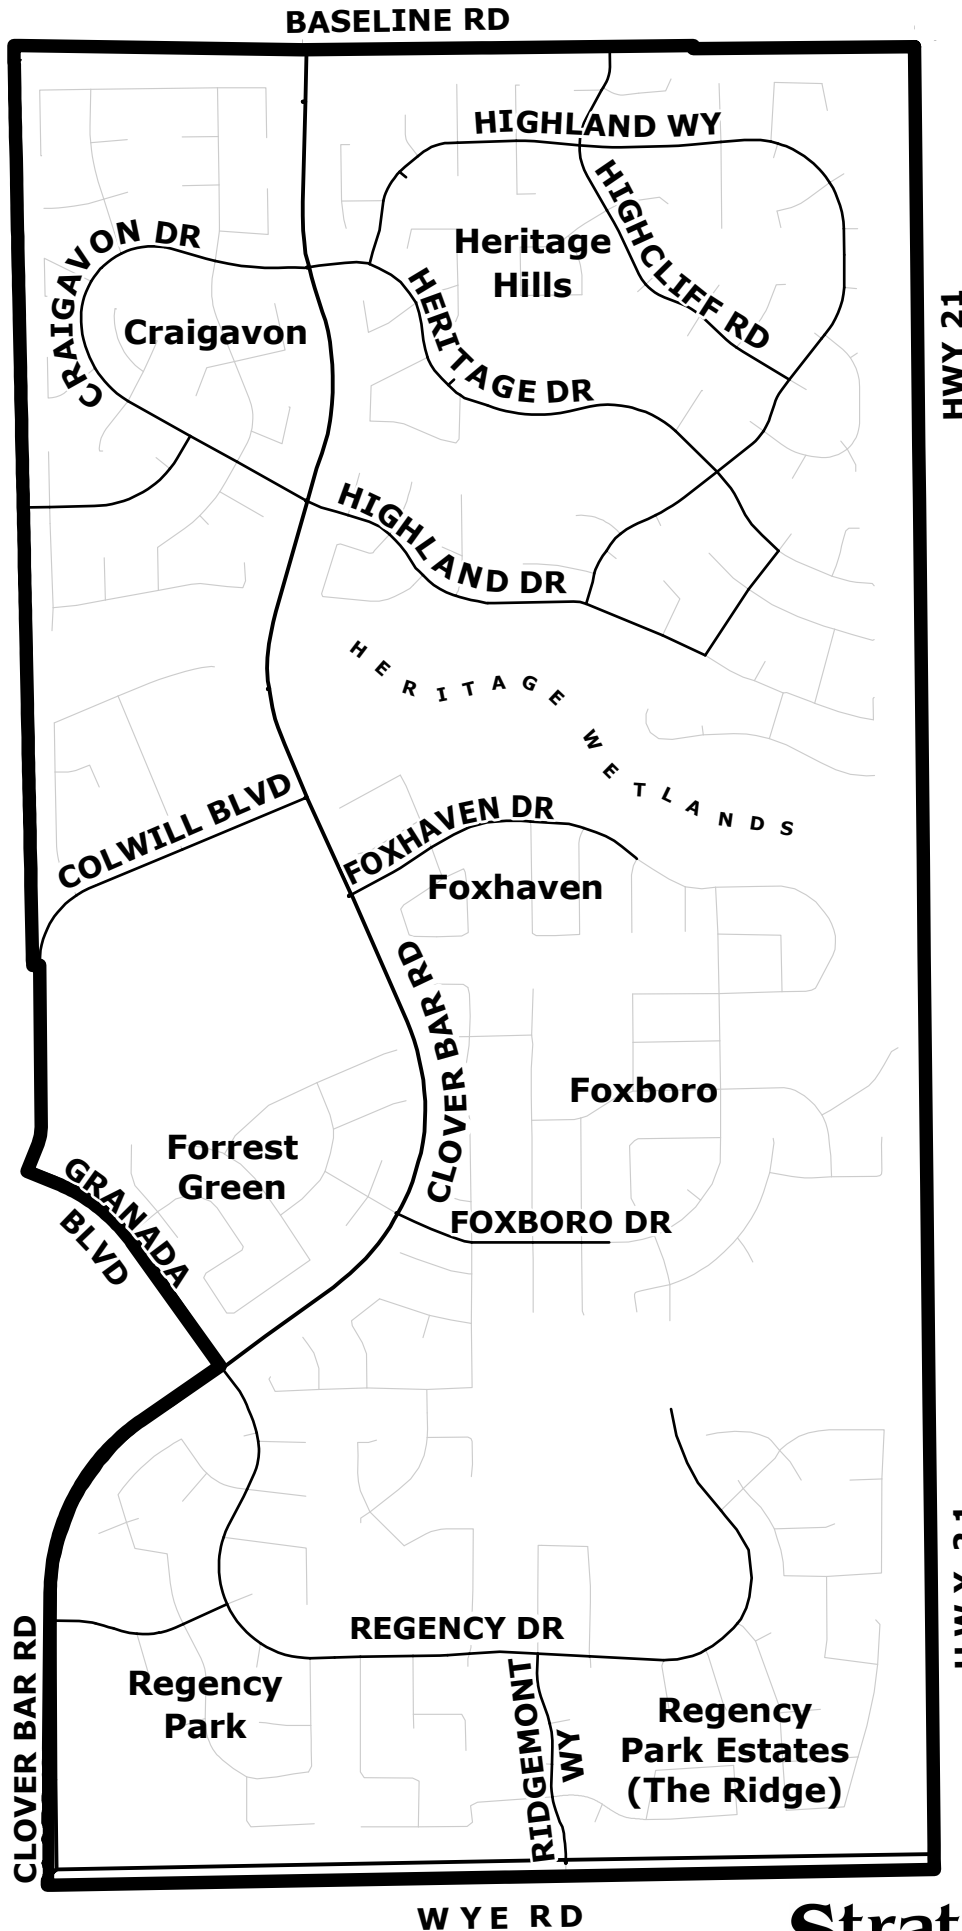 BASELINE RD
HIGHLAND WY
HIGHCLIFF RD
CRAIGAVON DR
Heritage
Hills
HWY 21
Craigavon
HERITAGE DR
HIGHLAND DR
HERITAGE WETLANDS
COLWILL BLVD
FOXHAVEN DR
Foxhaven
CLOVER BAR RD
Foxboro
Forrest
Green
GRANADA
BLVD
FOXBORO DR
REGENCY DR
CLOVER BAR RD
Regency
Park
RIDGEMONT
WY
Regency
Park Estates
(The Ridge)
WYE RD